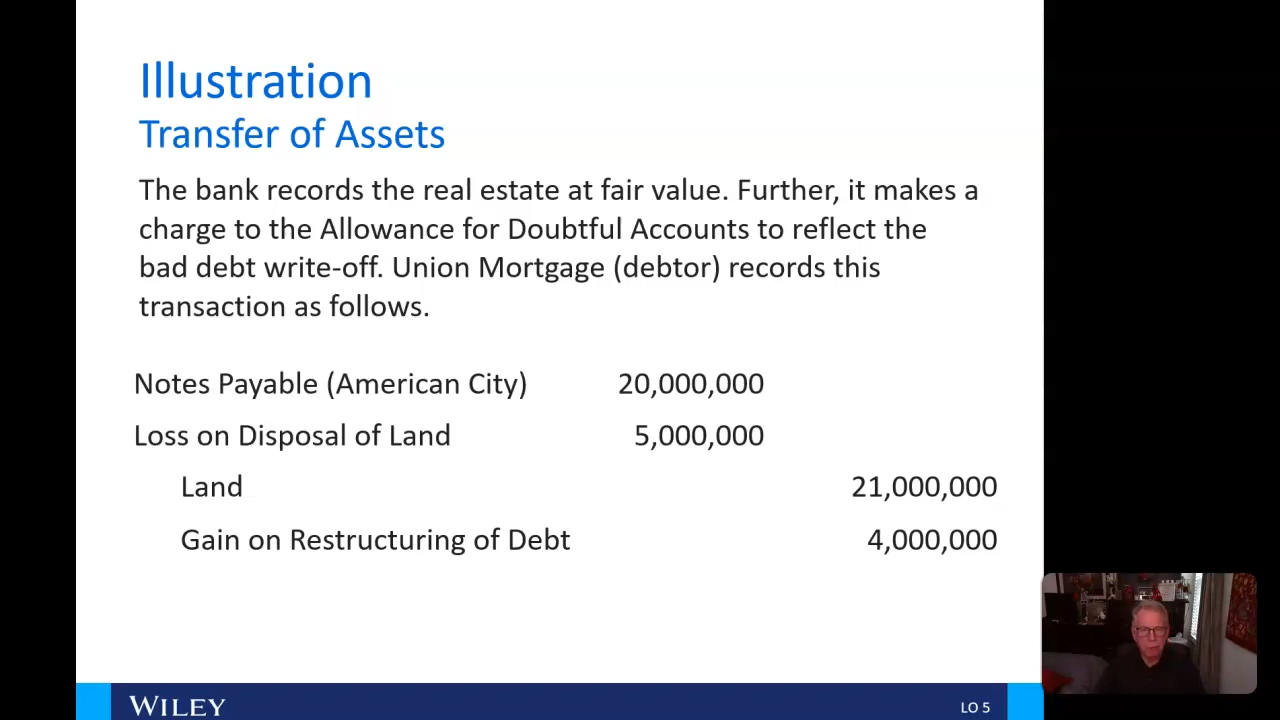 Illustration
Transfer of Assets
The bank records the real estate at fair value. Further, it makes a
charge to the Allowance for Doubtful Accounts to reflect the
bad debt write-off. Union Mortgage (debtor) records this
transaction as follows.
Notes Payable (American City) 20,000,000
Loss on Disposal of Land 5,000,000
Land 21,000,000
Gain on Restructuring of Debt 4,000,000
WILEY LO 5